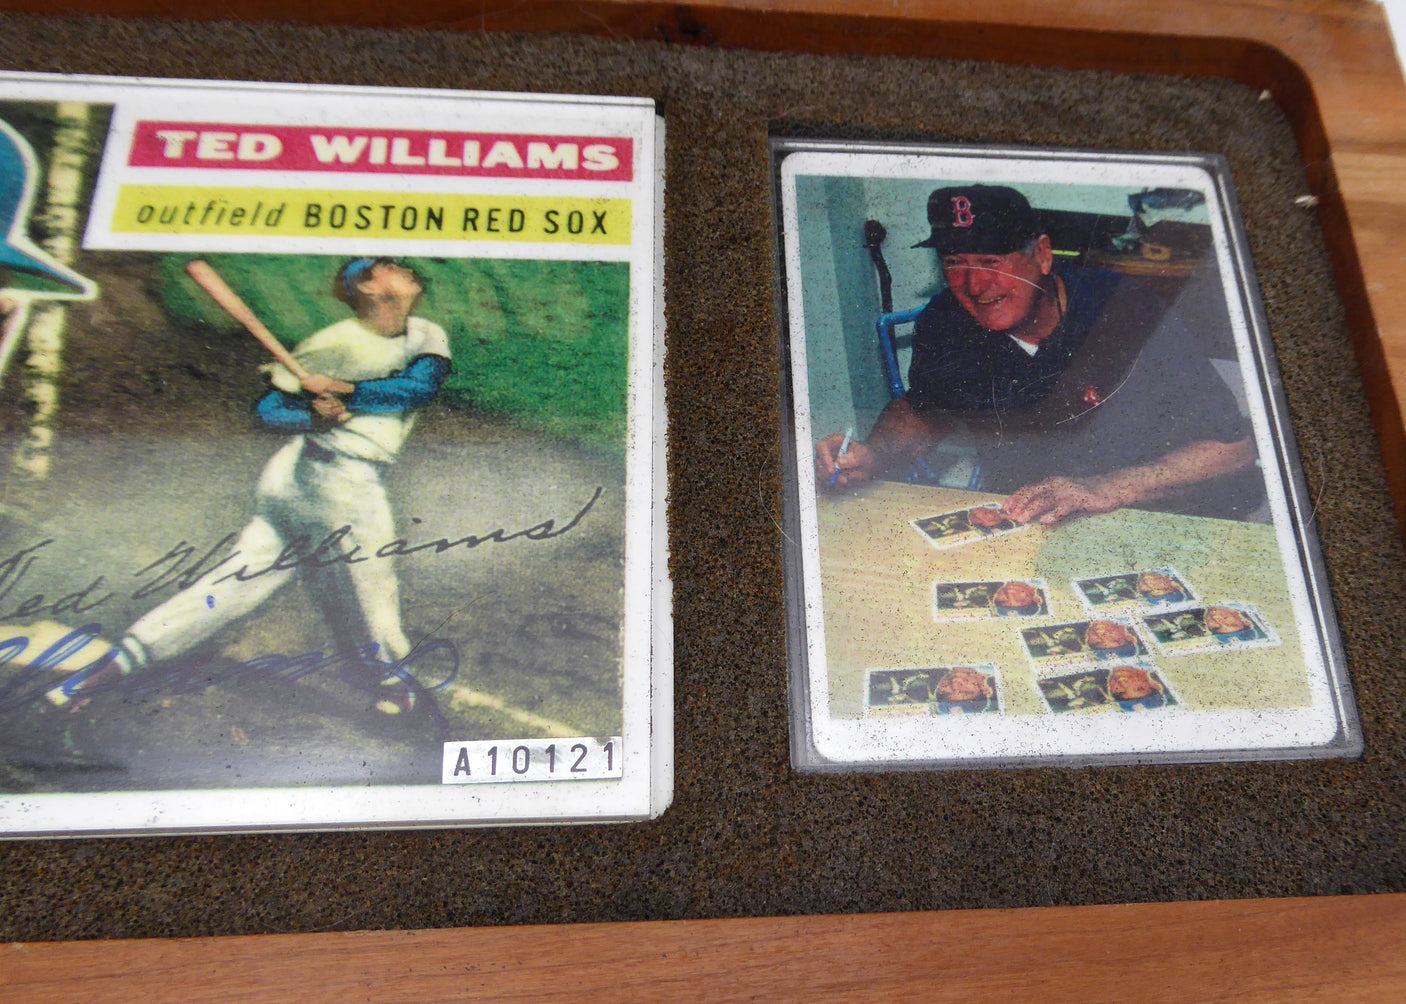 TED WILLIAMS
outfield BOSTON RED SOX
B
Ted Williams
A10121